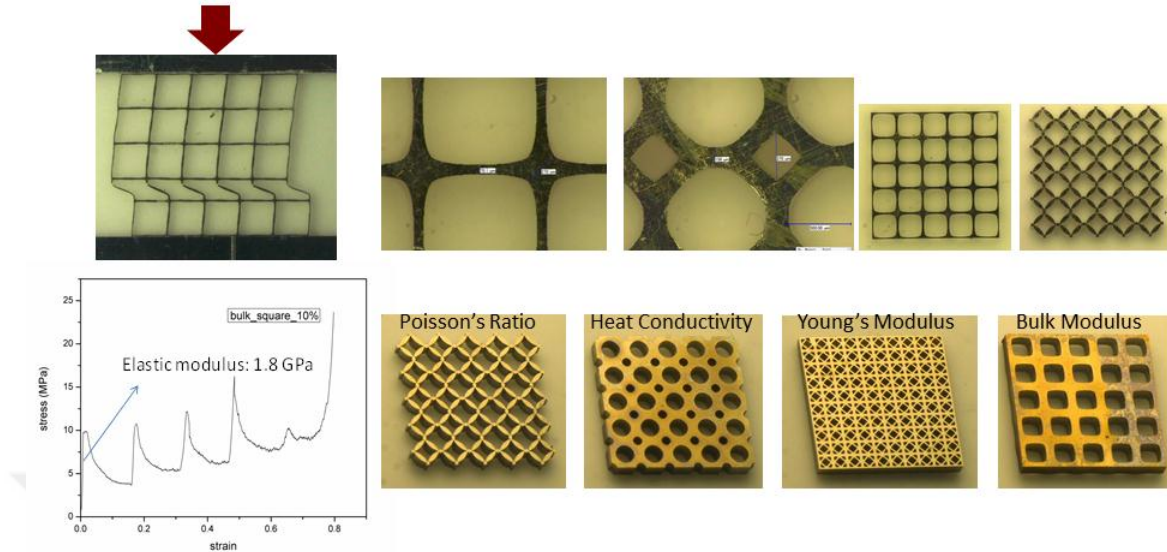 bulk_square_10%
Elastic modulus: 1.8 GPa
stress (MPa)
25
20
15
10
5
0
0.0 0.2 0.4 0.6 0.8
strain
Poisson's Ratio
Heat Conductivity
Young's Modulus
Bulk Modulus